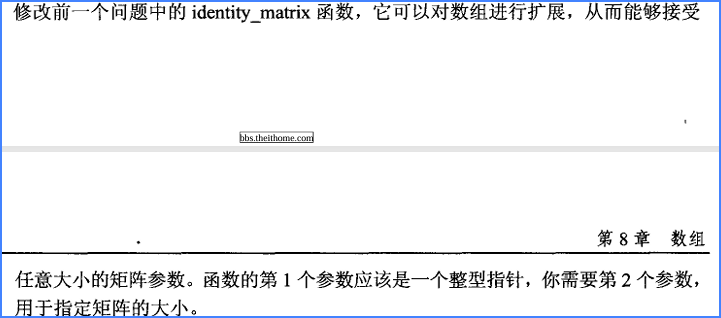 修改前一个问题中的 identity_matrix 函数，它可以对数组进行扩展，从而能够接受
bbs.theithome.com
第 8 章 数组
任意大小的矩阵参数。函数的第 1 个参数应该是一个整型指针，你需要第 2 个参数，
用于指定矩阵的大小。